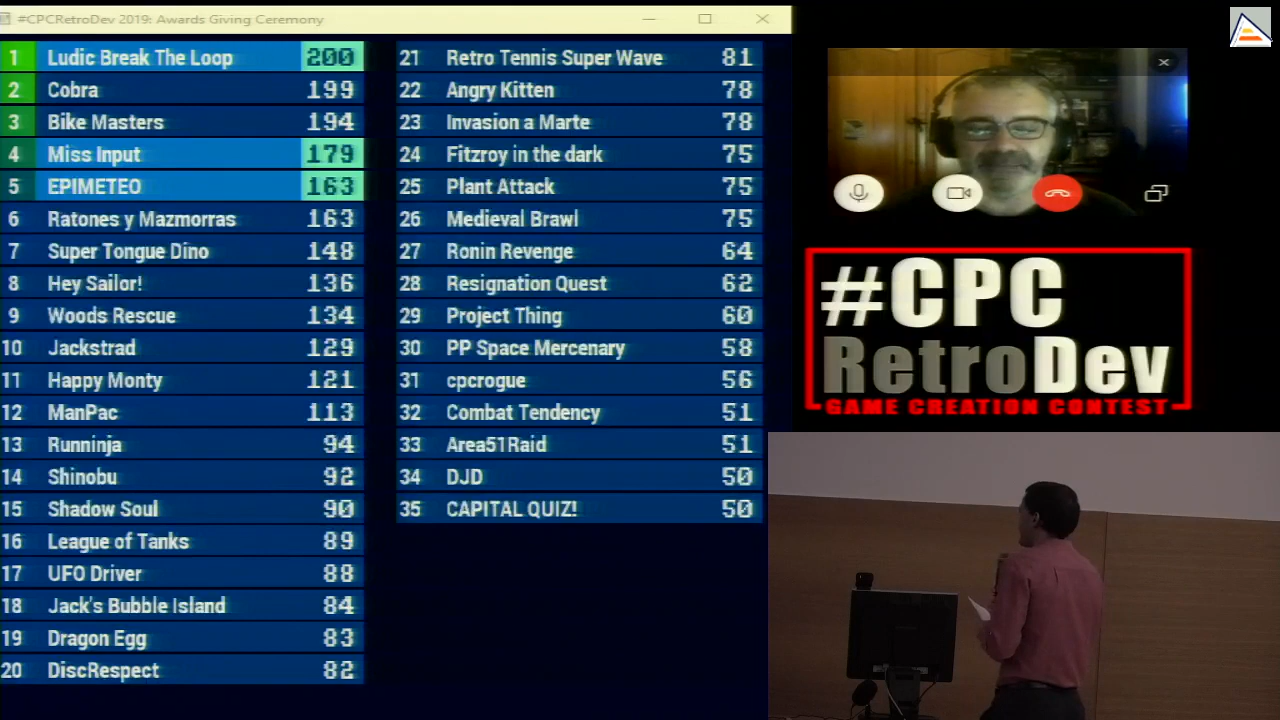 #CPCRetroDev 2019: Awards Giving Ceremony
1 Ludic Break The Loop 200
2 Cobra 199
3 Bike Masters 194
4 Miss Input 179
5 EPIMETEO 163
6 Ratones y Mazmorras 163
7 Super Tongue Dino 148
8 Hey Sailor! 136
9 Woods Rescue 134
10 Jackstrad 129
11 Happy Monty 121
12 ManPac 113
13 Runninja 94
14 Shinobu 92
15 Shadow Soul 90
16 League of Tanks 89
17 UFO Driver 88
18 Jack's Bubble Island 84
19 Dragon Egg 83
20 DiscRespect 82
21 Retro Tennis Super Wave 81
22 Angry Kitten 78
23 Invasion a Marte 78
24 Fitzroy in the dark 75
25 Plant Attack 75
26 Medieval Brawl 75
27 Ronin Revenge 64
28 Resignation Quest 62
29 Project Thing 60
30 PP Space Mercenary 58
31 cpcrogue 56
32 Combat Tendency 51
33 Area51Raid 51
34 DJD 50
35 CAPITAL QUIZ! 50
#CPC
RetroDev
GAME CREATION CONTEST